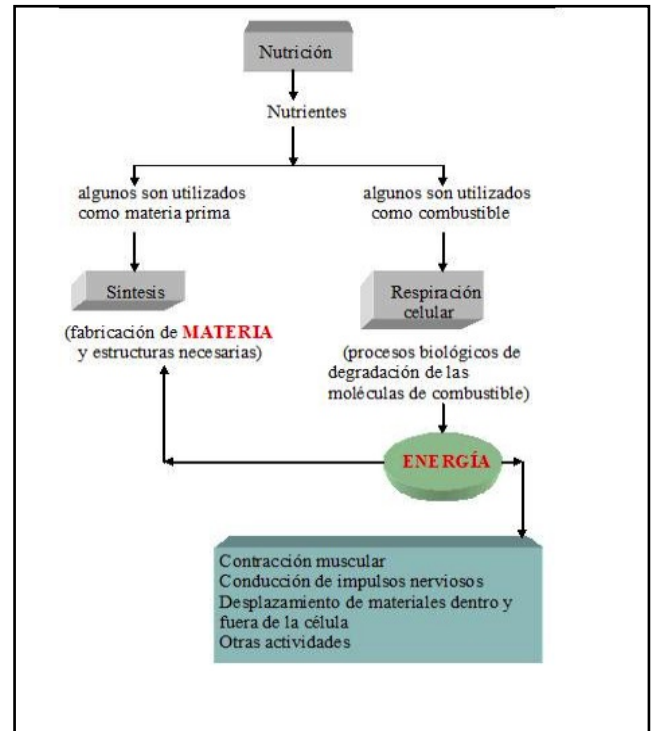 Nutrición
Nutrientes
algunos son utilizados
como materia prima
algunos son utilizados
como combustible
Síntesis
(fabricación de MATERIA
y estructuras necesarias)
Respiración
celular
(procesos biológicos de
degradación de las
moléculas de combustible)
ENERGÍA
Contracción muscular
Conducción de impulsos nerviosos
Desplazamiento de materiales dentro y
fuera de la célula
Otras actividades